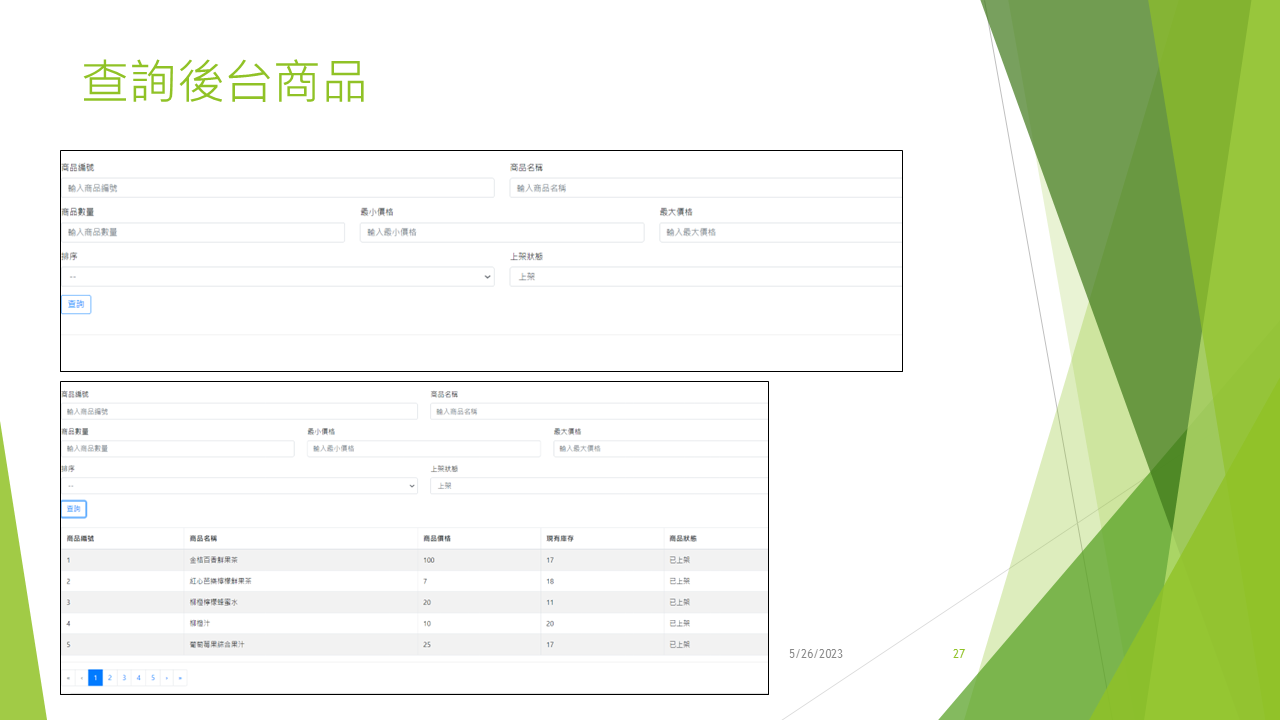 查詢後台商品
商品編號 商品名稱
輸入商品編號 輸入商品名稱
商品數量 最小價格 最大價格
輸入商品數量 輸入最小價格 輸入最大價格
排序 上架狀態
-- 上架
查詢
商品編號 商品名稱
輸入商品編號 輸入商品名稱
商品數量 最小價格 最大價格
輸入商品數量 輸入最小價格 輸入最大價格
排序 上架狀態
-- 上架
查詢
商品編號 商品名稱 商品價格 現有庫存 商品狀態
1 金桔百香鮮果茶 100 17 已上架
2 紅心芭樂檸檬鮮果茶 7 18 已上架
3 柳橙檸檬蜂蜜水 20 11 已上架
4 柳橙汁 10 20 已上架
5 葡萄莓果綜合果汁 25 17 已上架
« ‹ 1 2 3 4 5 › »
5/26/2023 27